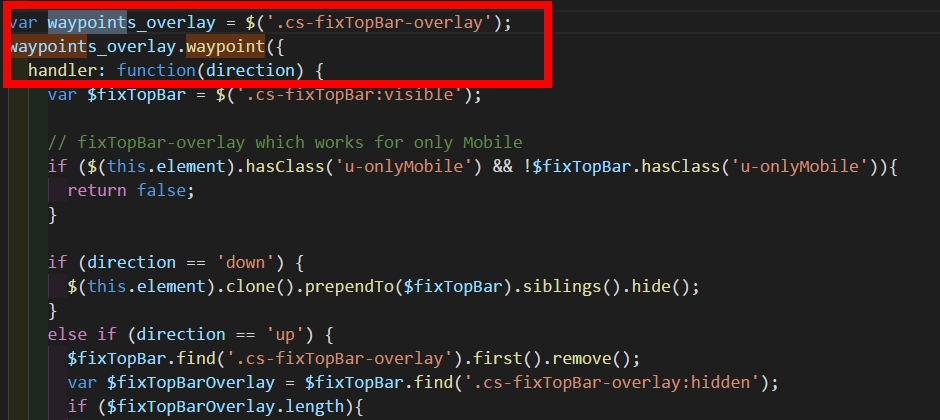 var waypoints_overlay = $('.cs-fixTopBar-overlay');
waypoints_overlay.waypoint({
  handler: function(direction) {
    var $fixTopBar = $('.cs-fixTopBar:visible');

    // fixTopBar-overlay which works for only Mobile
    if ($(this.element).hasClass('u-onlyMobile') && !$fixTopBar.hasClass('u-onlyMobile')){
      return false;
    }

    if (direction == 'down') {
      $(this.element).clone().prependTo($fixTopBar).siblings().hide();
    }
    else if (direction == 'up') {
      $fixTopBar.find('.cs-fixTopBar-overlay').first().remove();
      var $fixTopBarOverlay = $fixTopBar.find('.cs-fixTopBar-overlay:hidden');
      if ($fixTopBarOverlay.length){